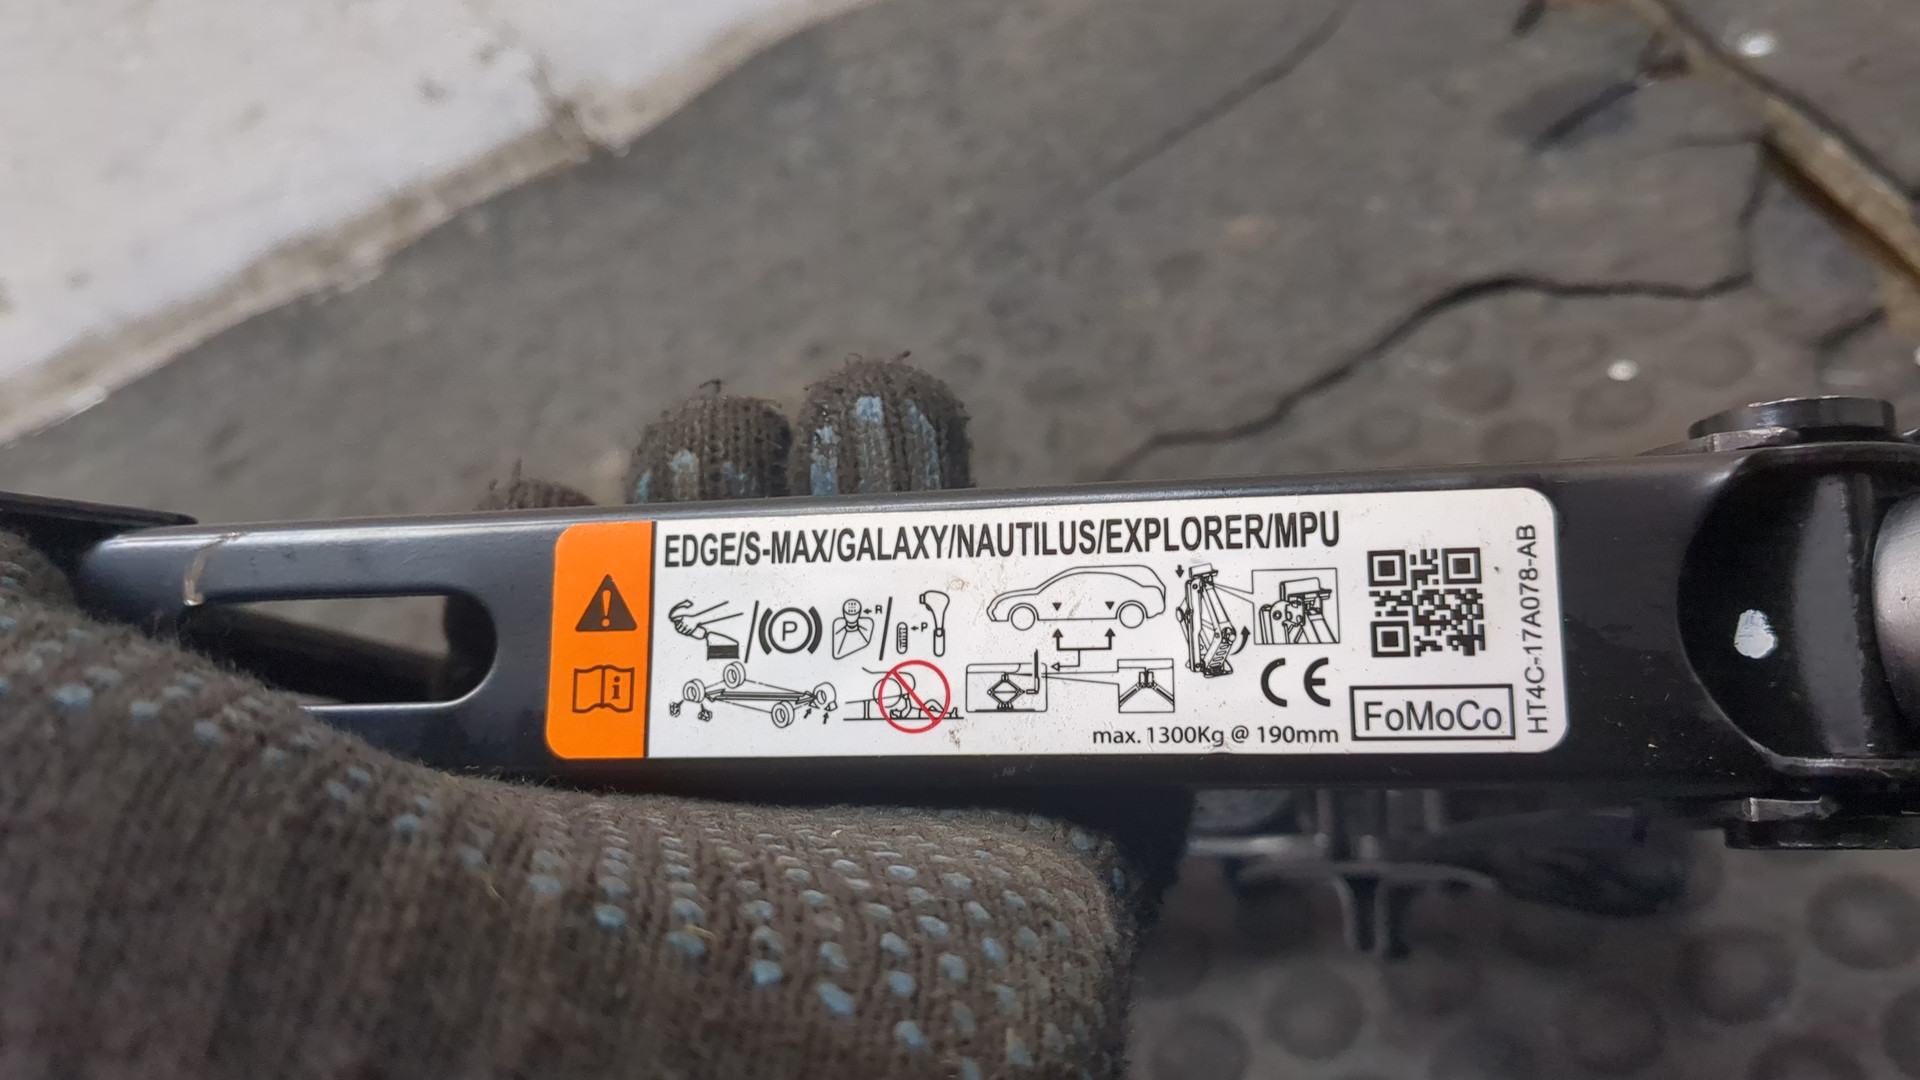 EDGE/S-MAX/GALAXY/NAUTILUS/EXPLORER/MPU
P
R
P
i
CE
max. 1300Kg @ 190mm
FoMoCo
HT4C-17A078-AB